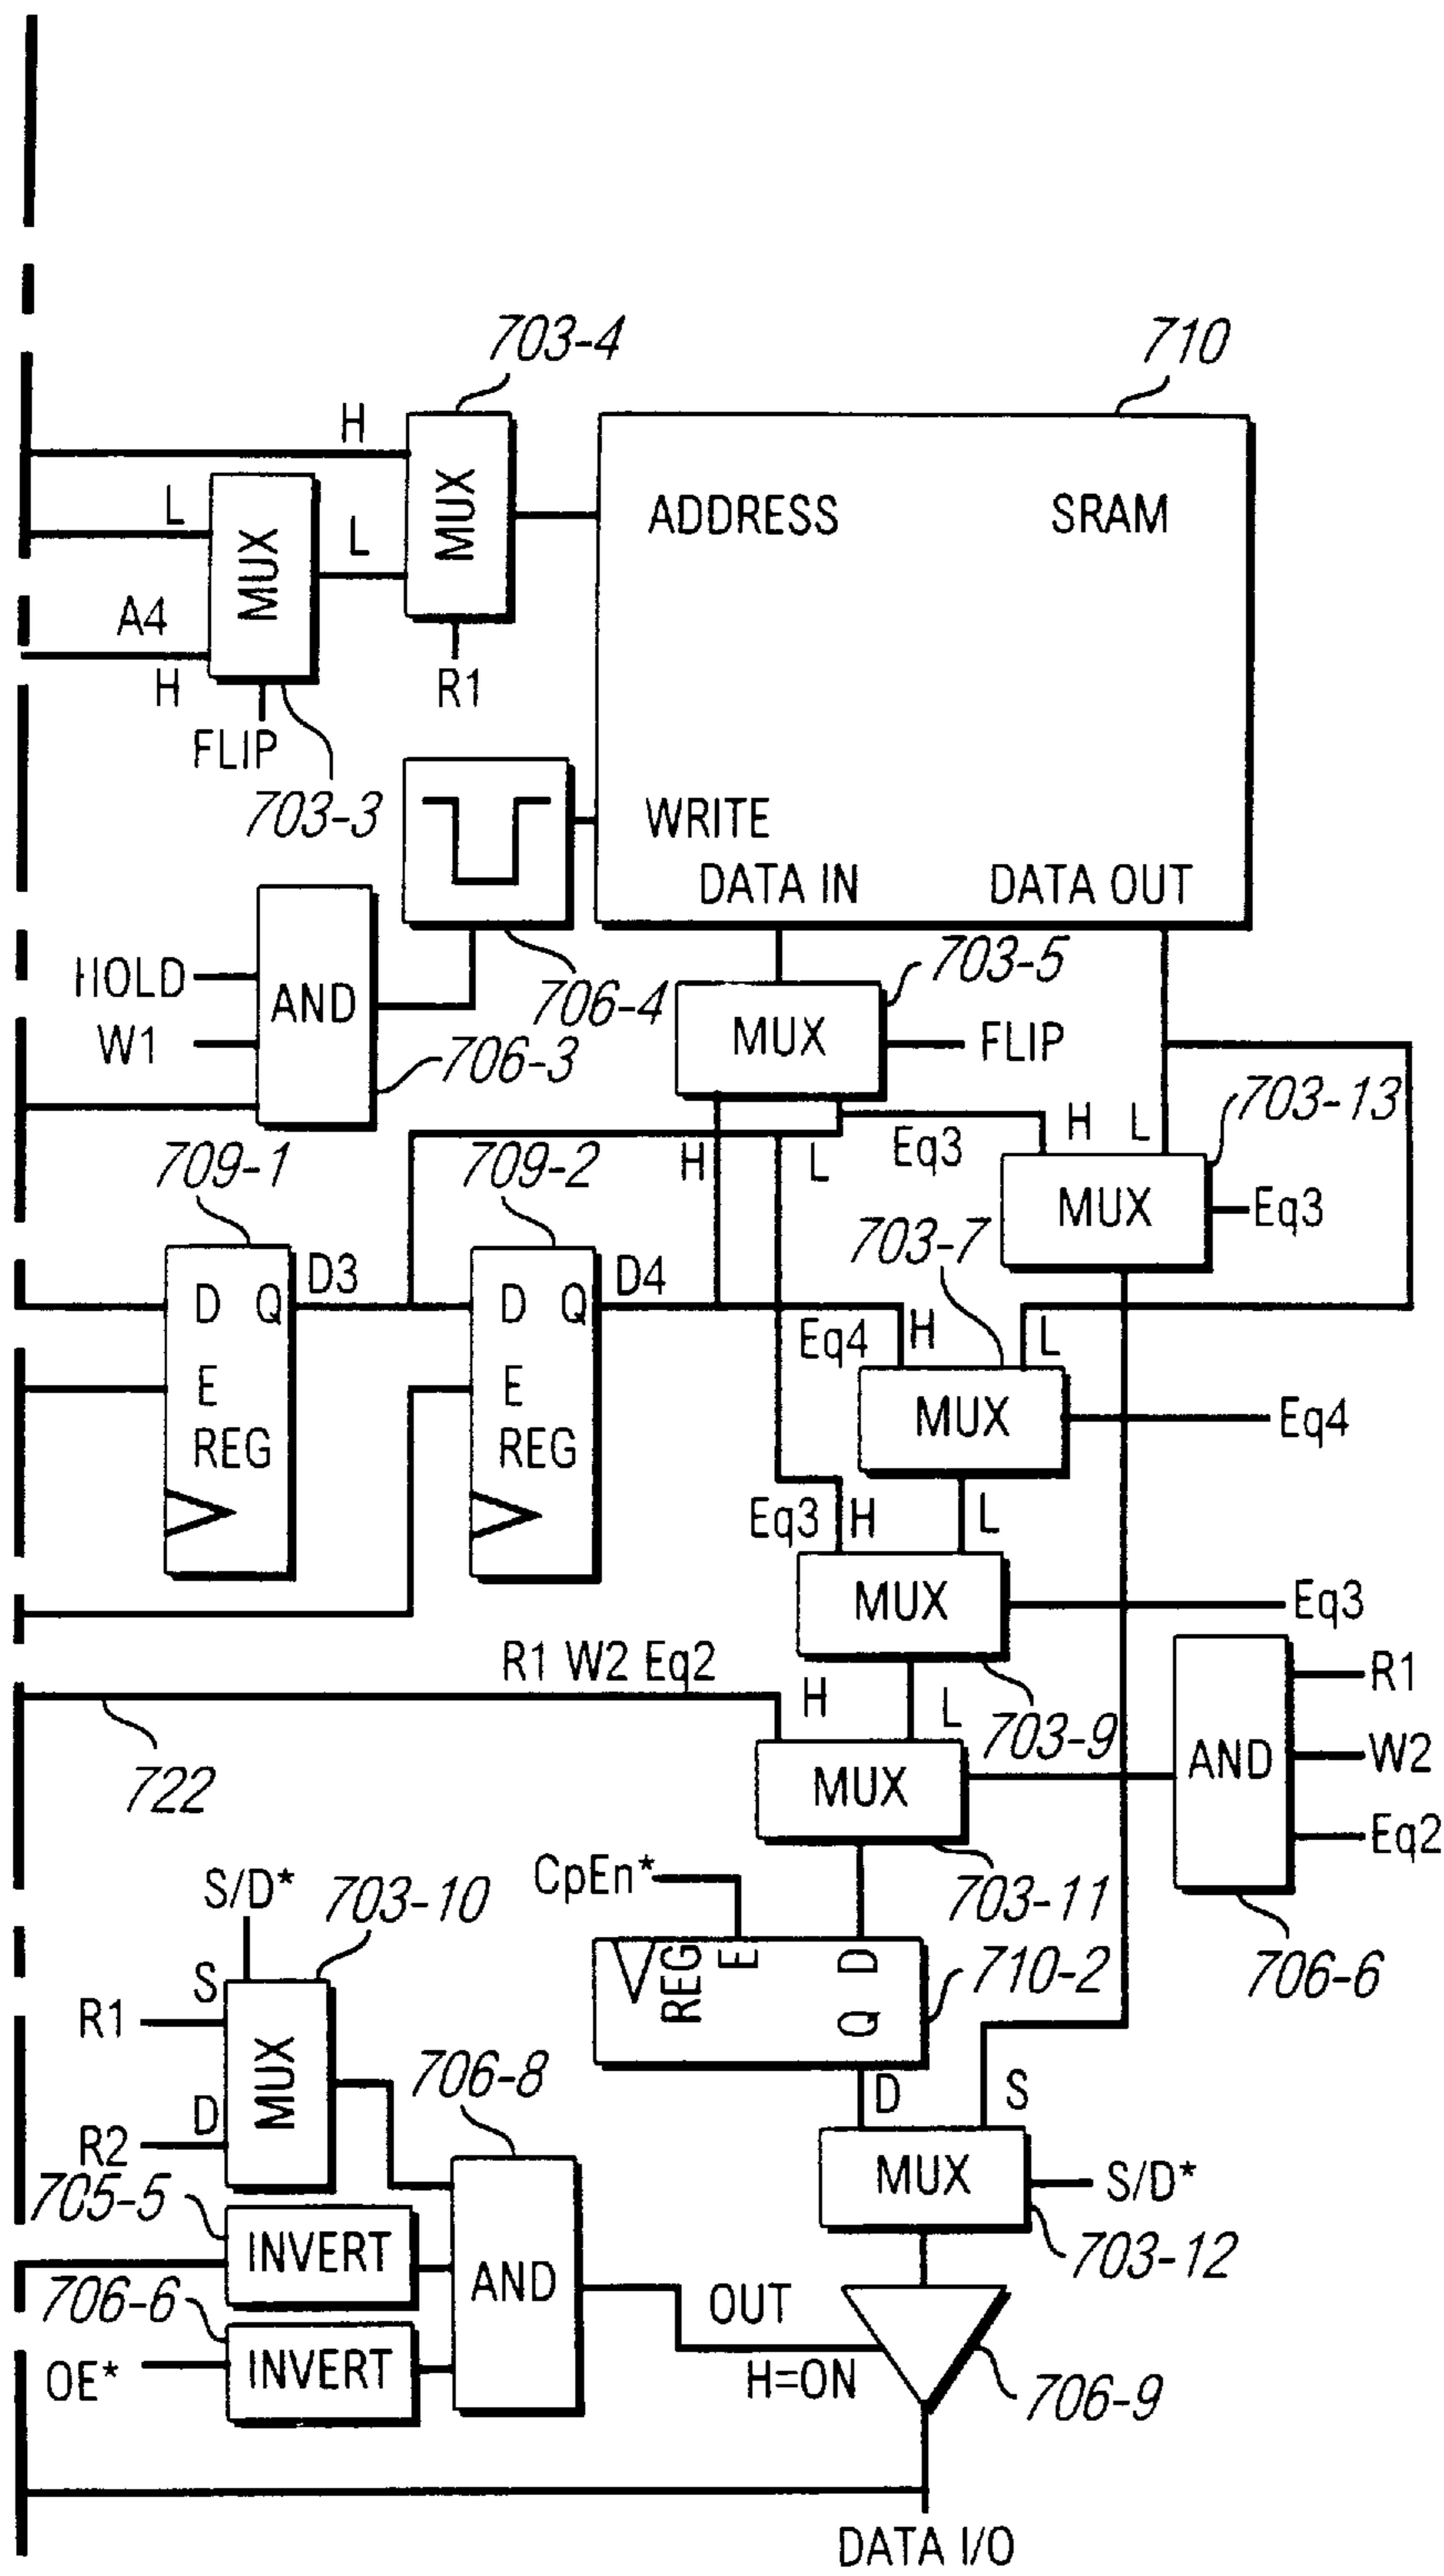 703-4
710
H
MUX
L
MUX
L
ADDRESS
SRAM
A4
H
R1
FLIP
703-3
WRITE
DATA IN
DATA OUT
HOLD
AND
W1
706-3
706-4
703-5
MUX
FLIP
703-13
H
L
Eq3
H
L
MUX
Eq3
709-1
709-2
703-7
D Q
D3
D Q
D4
Eq4
H
L
E
E
REG
REG
MUX
Eq4
Eq3
H
L
MUX
Eq3
R1 W2 Eq2
H
L
703-9
R1
722
MUX
AND
W2
Eq2
S/D*
703-10
CpEn*
703-11
706-6
S
R1
MUX
REG
E
D
Q
710-2
D
R2
706-8
D
S
705-5
MUX
S/D*
INVERT
703-12
706-6
AND
OUT
OE*
INVERT
H=ON
706-9
DATA I/O